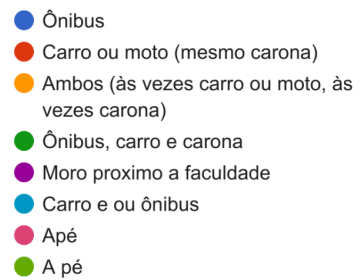 Ônibus
Carro ou moto (mesmo carona)
Ambos (às vezes carro ou moto, às
vezes carona)
Ônibus, carro e carona
Moro proximo a faculdade
Carro e ou ônibus
Apé
A pé